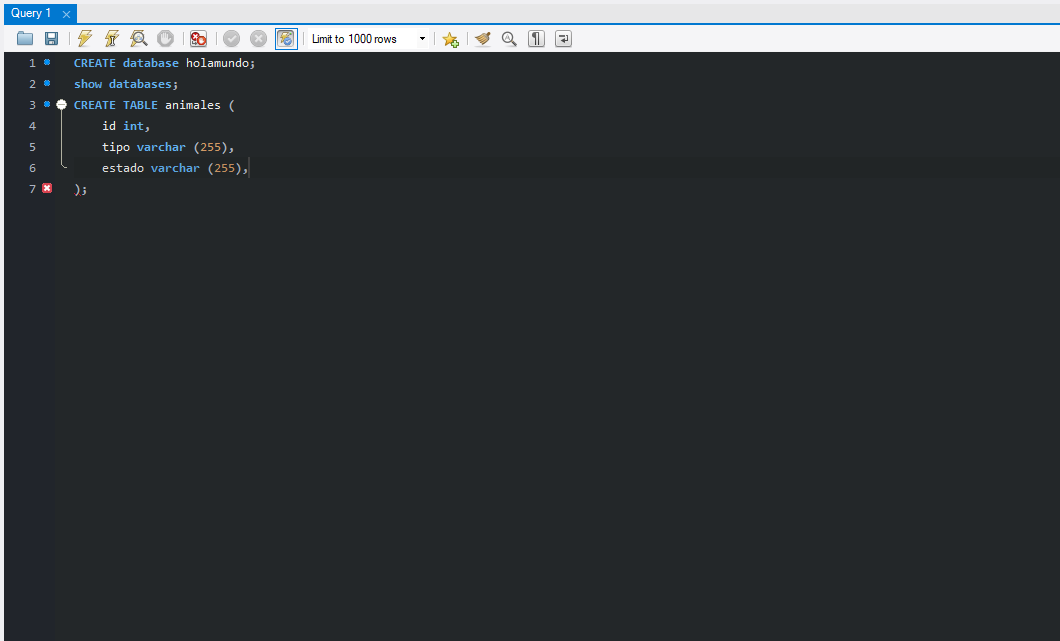 Query 1
Limit to 1000 rows
1 CREATE database holamundo;
2 show databases;
3 CREATE TABLE animales (
4 id int,
5 tipo varchar (255),
6 estado varchar (255),
7 );